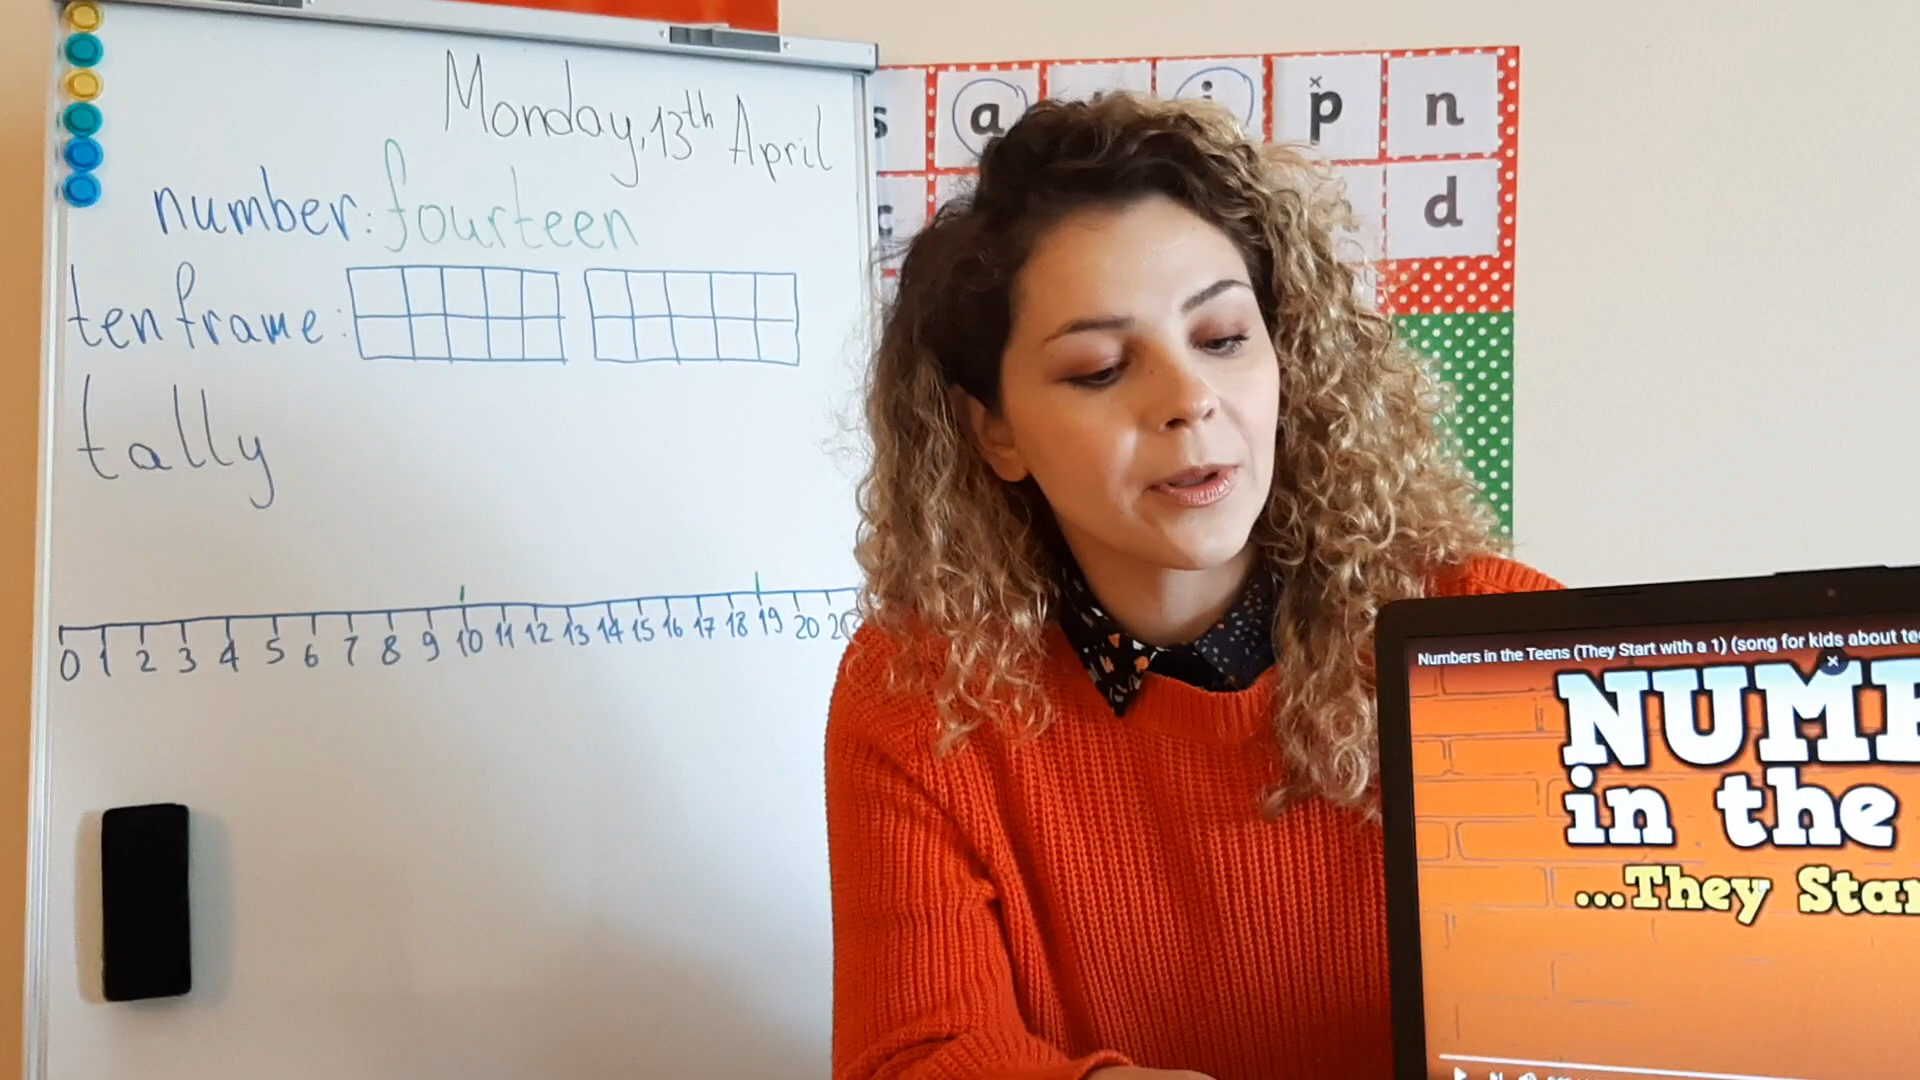 Monday, 13th April
number: fourteen
ten frame:
tally
0 1 2 3 4 5 6 7 8 9 10 11 12 13 14 15 16 17 18 19 20
s a i p n
c d
Numbers in the Teens (They Start with a 1) (song for kids about
NUMB
in the
...They Star